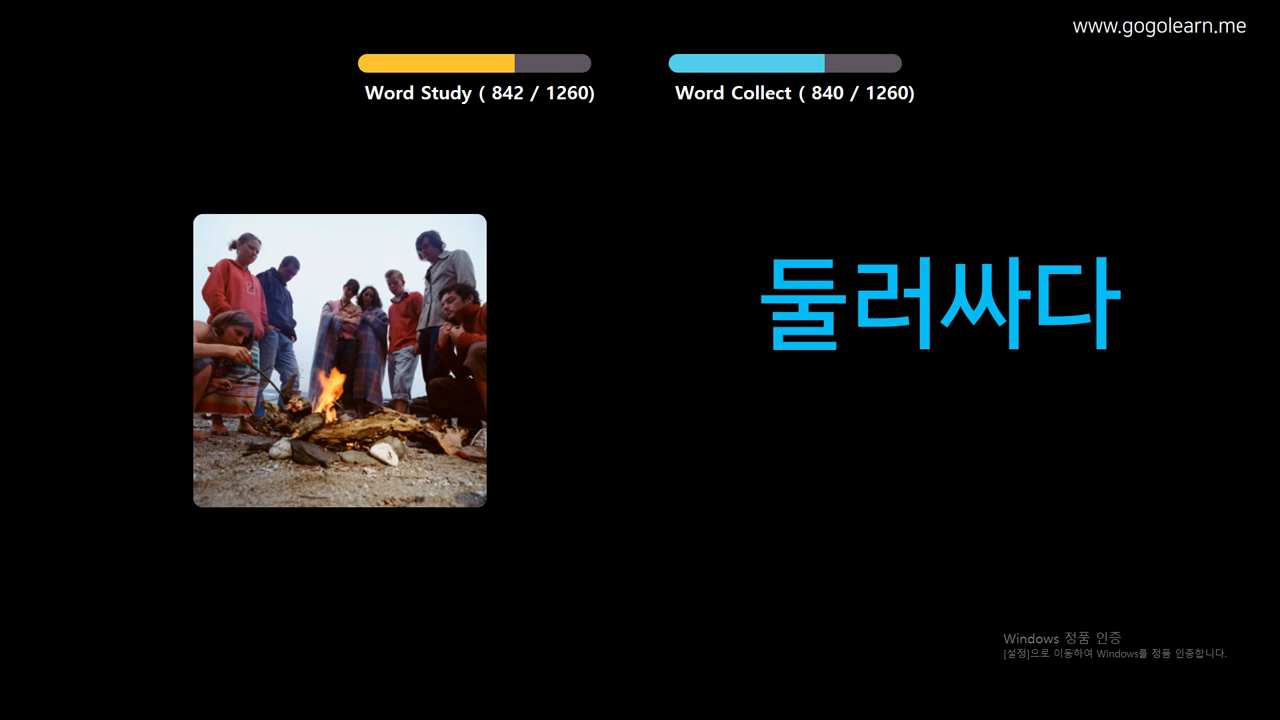 www.gogolearn.me
Word Study ( 842 / 1260)
Word Collect ( 840 / 1260)
둘러싸다
Windows 정품 인증
[설정]으로 이동하여 Windows를 정품 인증합니다.